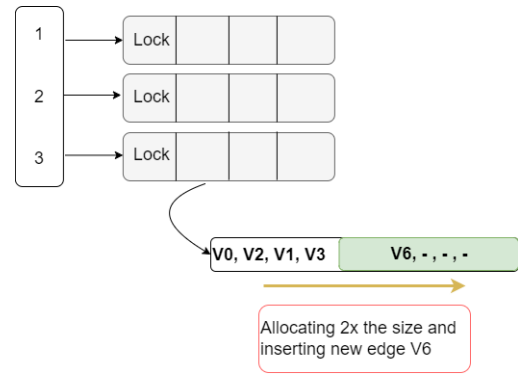 1
Lock
2
Lock
3
Lock
V0, V2, V1, V3
V6, - , - , -
Allocating 2x the size and
inserting new edge V6